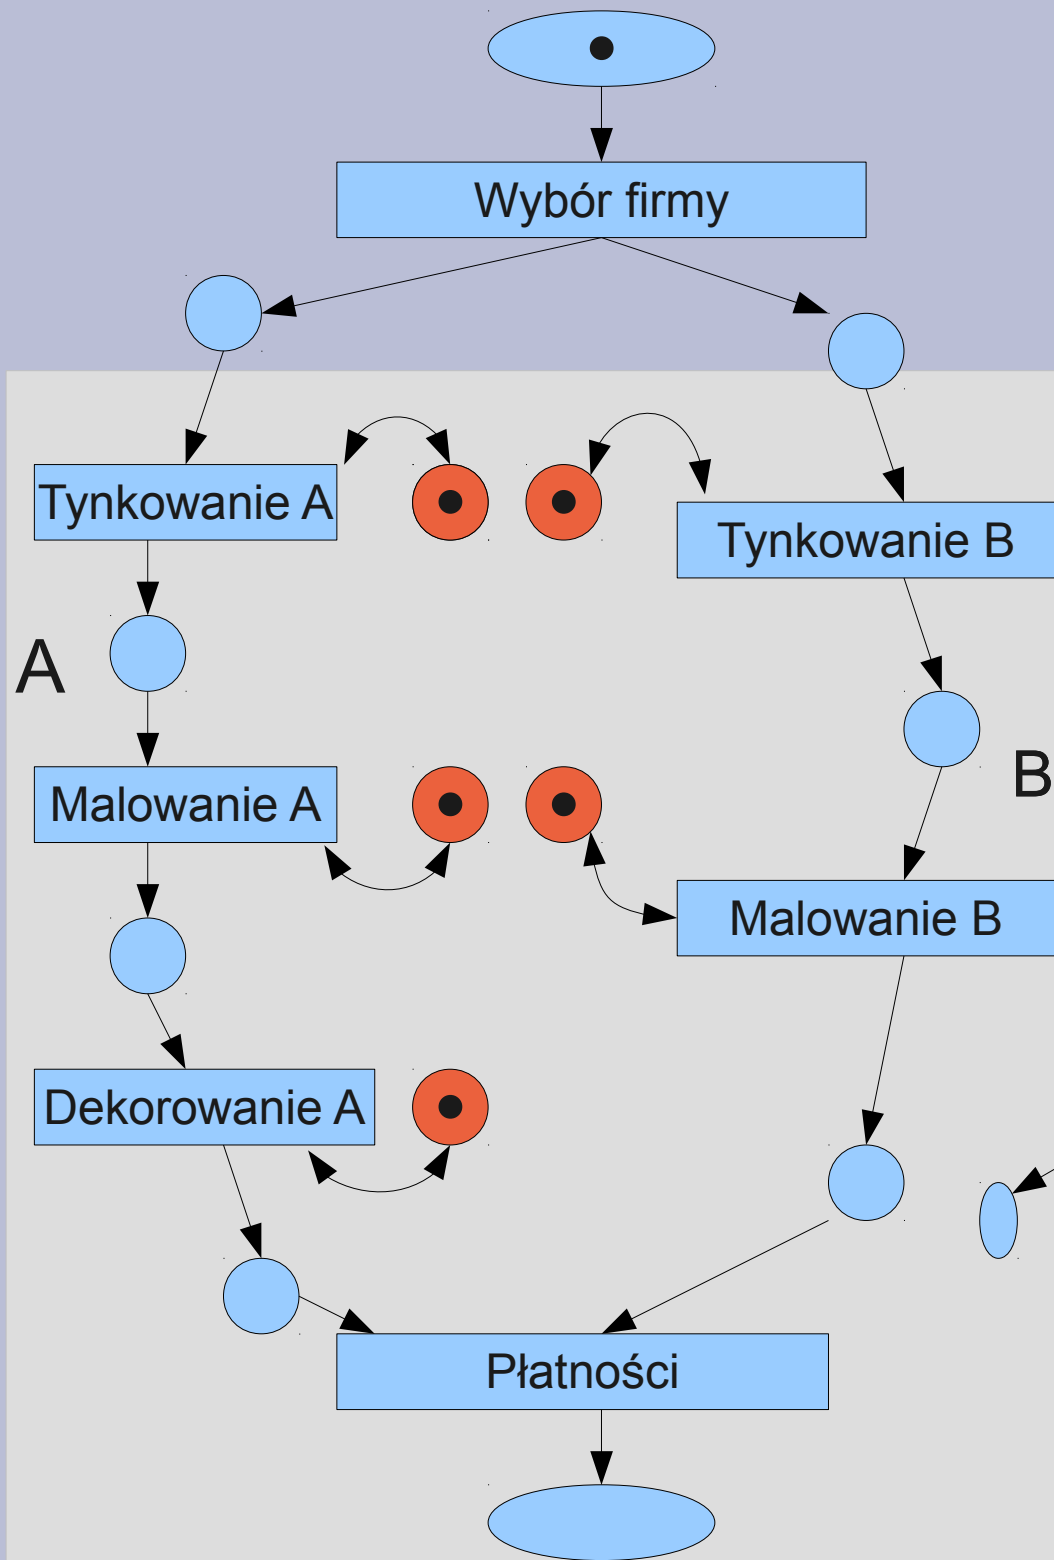 Wybór firmy
Tynkowanie A
Tynkowanie B
A
B
Malowanie A
Malowanie B
Dekorowanie A
Płatności